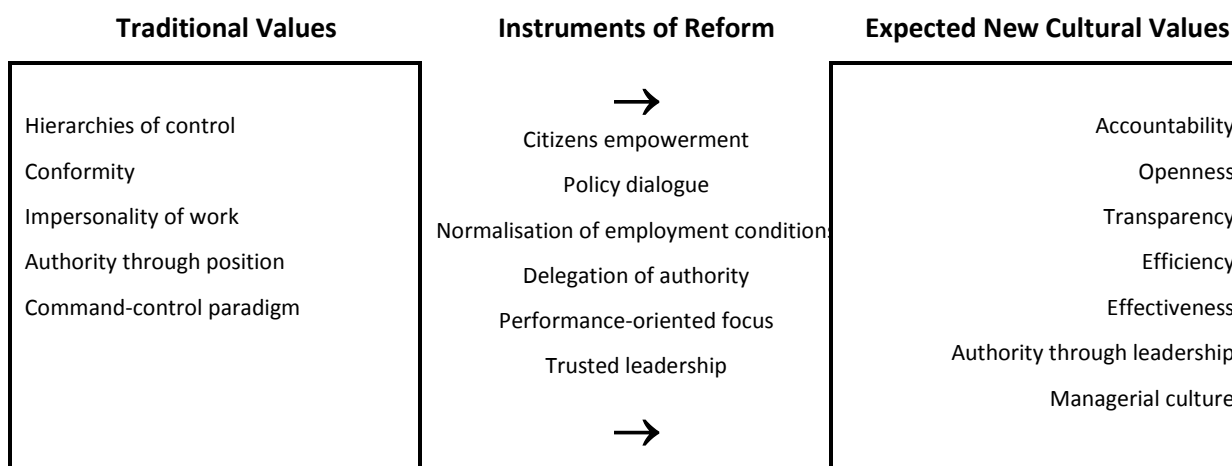 Traditional Values
Hierarchies of control
Conformity
Impersonality of work
Authority through position
Command-control paradigm
Instruments of Reform
→
Citizens empowerment
Policy dialogue
Normalisation of employment conditions
Delegation of authority
Performance-oriented focus
Trusted leadership
→
Expected New Cultural Values
Accountability
Openness
Transparency
Efficiency
Effectiveness
Authority through leadership
Managerial culture